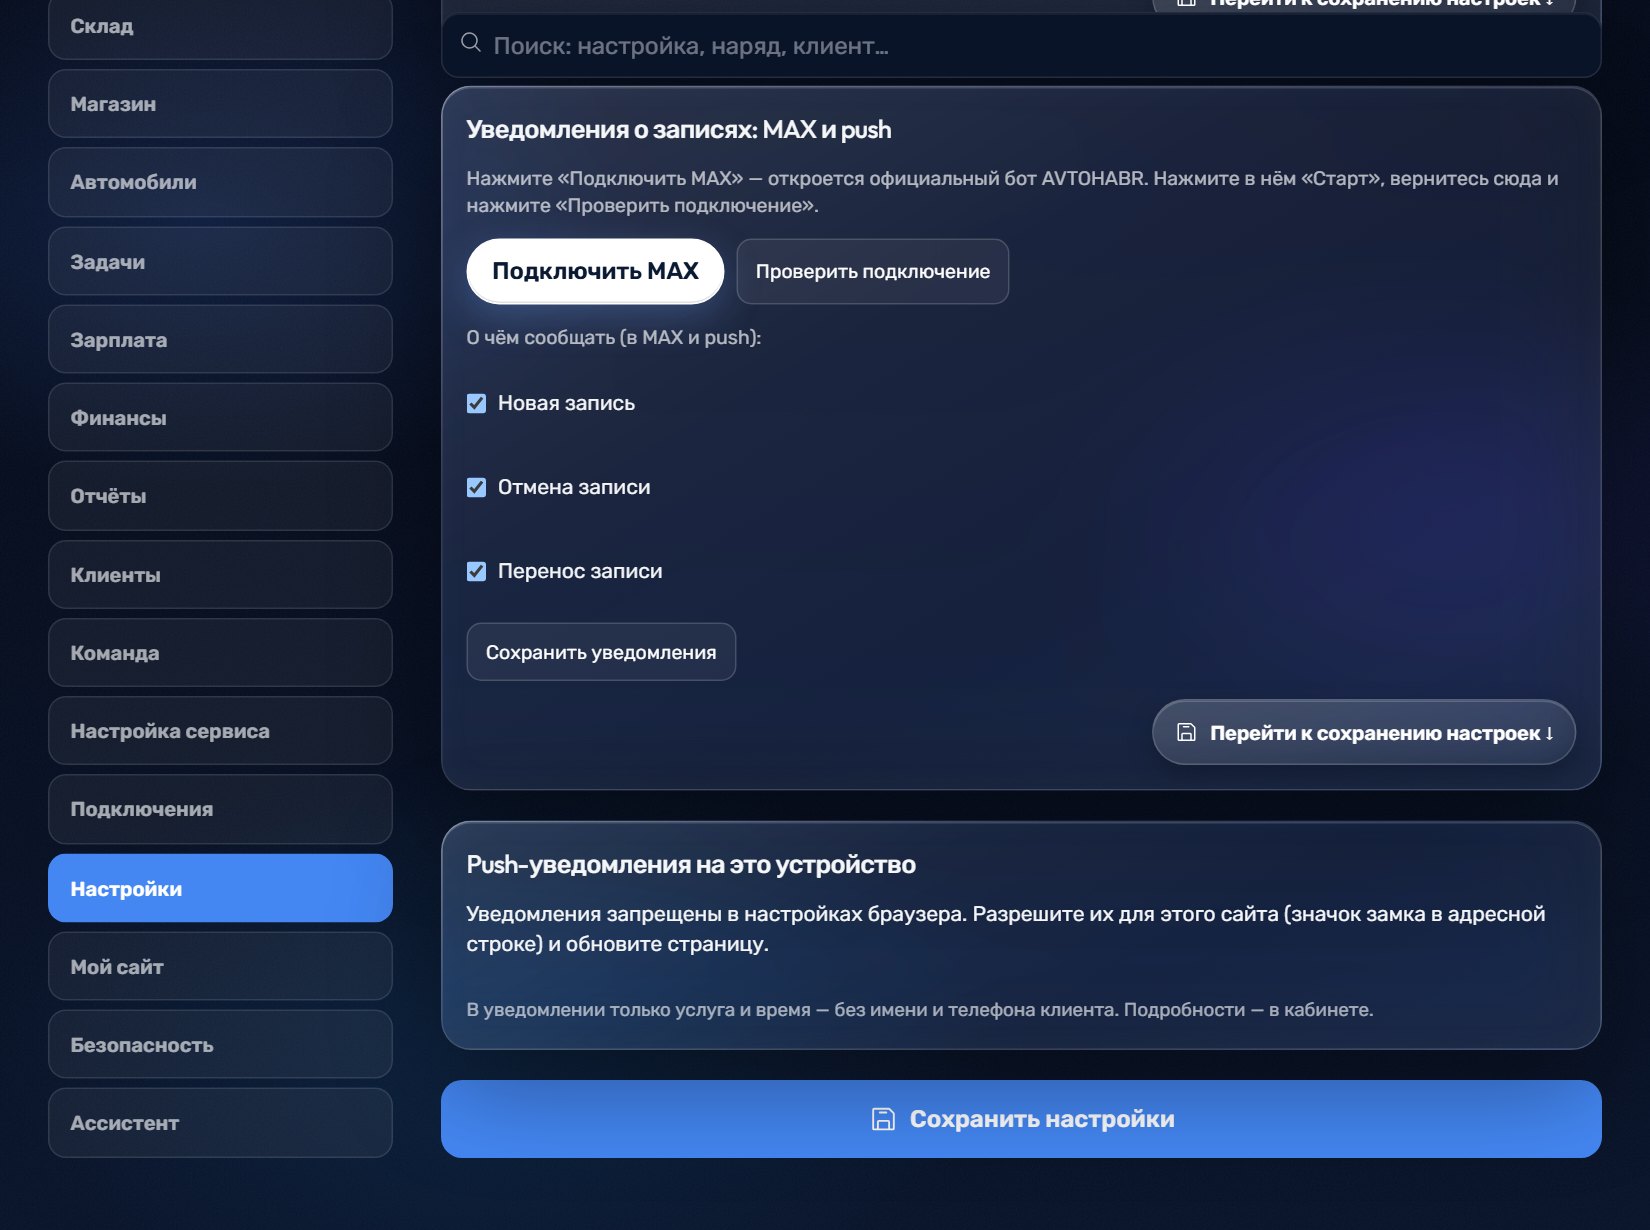 Склад
Магазин
Автомобили
Задачи
Зарплата
Финансы
Отчёты
Клиенты
Команда
Настройка сервиса
Подключения
Настройки
Мой сайт
Безопасность
Ассистент
Перейти к сохранению настроек ↓
Поиск: настройка, наряд, клиент...
Уведомления о записях: MAX и push
Нажмите «Подключить MAX» — откроется официальный бот AVTOHABR. Нажмите в нём «Старт», вернитесь сюда и
нажмите «Проверить подключение».
Подключить MAX
Проверить подключение
О чём сообщать (в MAX и push):
Новая запись
Отмена записи
Перенос записи
Сохранить уведомления
Перейти к сохранению настроек ↓
Push-уведомления на это устройство
Уведомления запрещены в настройках браузера. Разрешите их для этого сайта (значок замка в адресной
строке) и обновите страницу.
В уведомлении только услуга и время — без имени и телефона клиента. Подробности — в кабинете.
Сохранить настройки